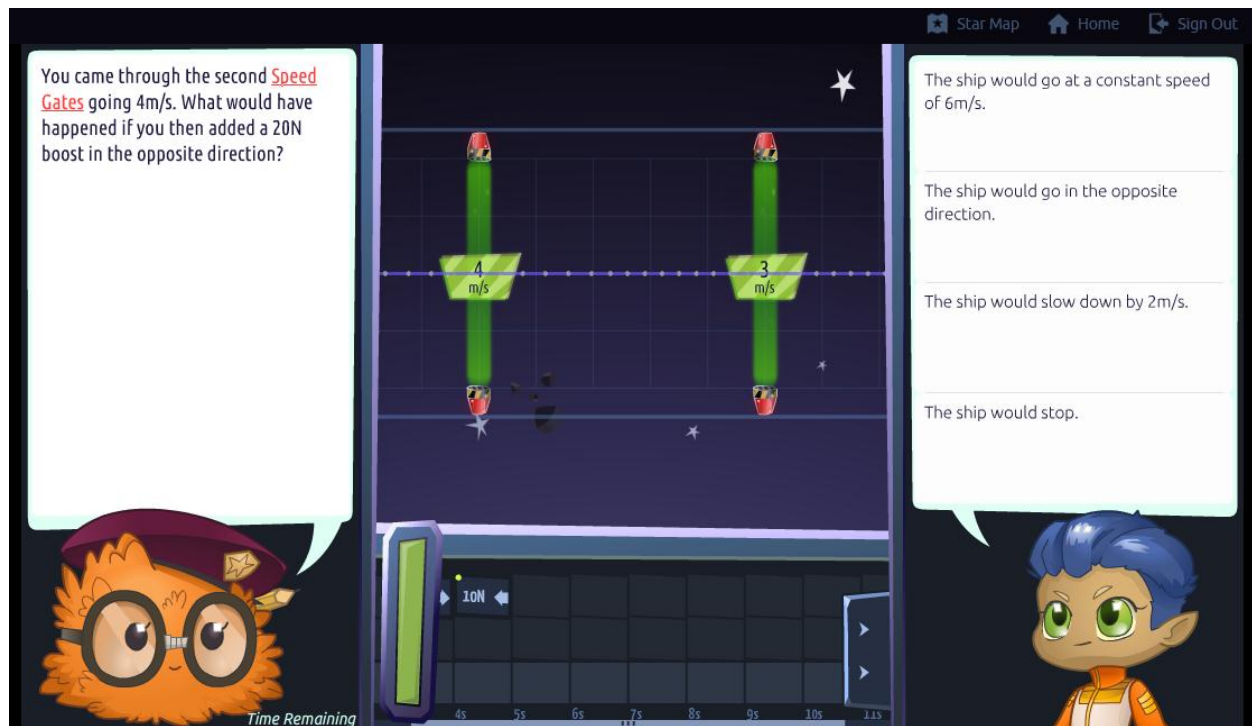 Star Map
Home
Sign Out
You came through the second Speed
Gates going 4m/s. What would have
happened if you then added a 20N
boost in the opposite direction?
4
m/s
3
m/s
The ship would go at a constant speed
of 6m/s.
The ship would go in the opposite
direction.
The ship would slow down by 2m/s.
The ship would stop.
10N
Time Remaining
4s 5s 6s 7s 8s 9s 10s 11s